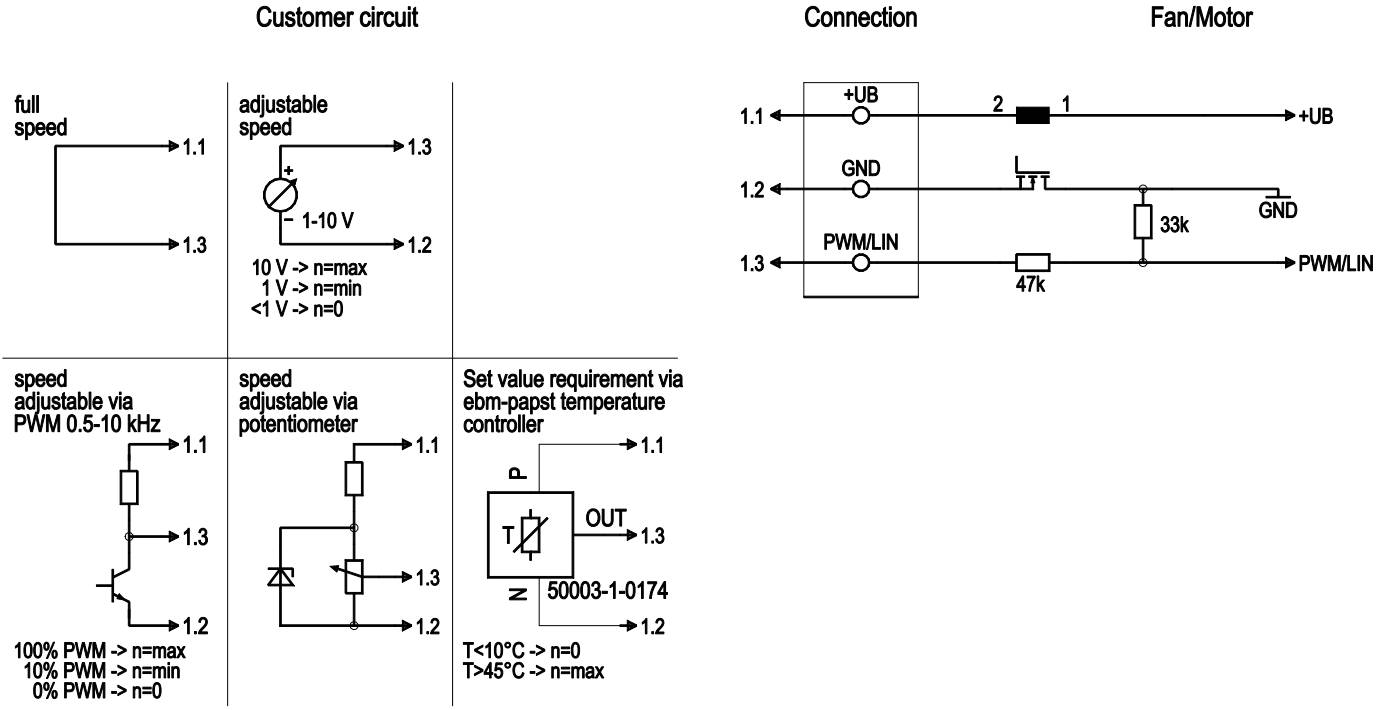 Customer circuit
Connection
Fan/Motor
full
speed
1.1
1.3
adjustable
speed
1.3
+
–
1-10 V
1.2
10 V -> n=max
1 V -> n=min
<1 V -> n=0
speed
adjustable via
PWM 0.5-10 kHz
1.1
1.3
1.2
100% PWM -> n=max
10% PWM -> n=min
0% PWM -> n=0
speed
adjustable via
potentiometer
1.1
1.3
1.2
Set value requirement via
ebm-papst temperature
controller
1.1
P
T
OUT
1.3
N
50003-1-0174
1.2
T<10°C -> n=0
T>45°C -> n=max
+UB
1.1
2
1
+UB
GND
1.2
GND
33k
PWM/LIN
1.3
47k
PWM/LIN